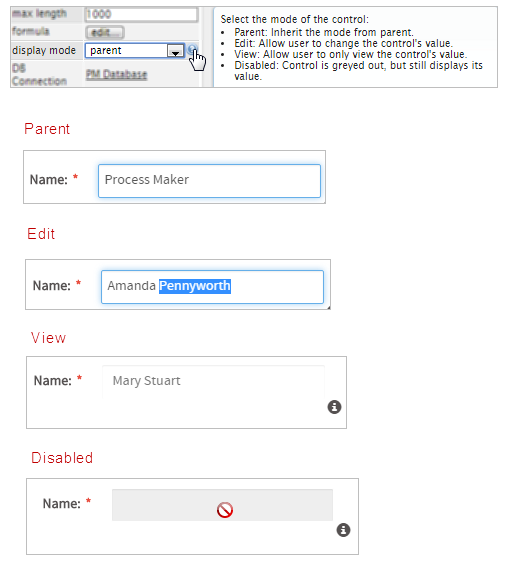 max length 1000
formula edit...
display mode parent
DB
Connection PM Database
Select the mode of the control:
• Parent: Inherit the mode from parent.
• Edit: Allow user to change the control's value.
• View: Allow user to only view the control's value.
• Disabled: Control is greyed out, but still displays its
value.
Parent
Name: * Process Maker
Edit
Name: * Amanda Pennyworth
View
Name: * Mary Stuart
Disabled
Name: *